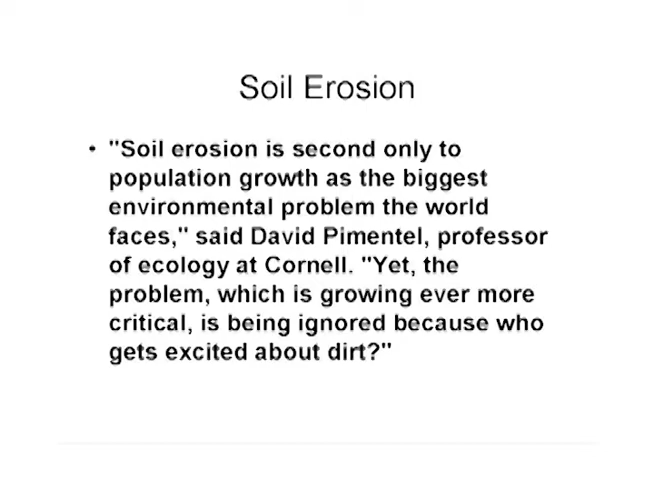 Soil Erosion
• "Soil erosion is second only to
population growth as the biggest
environmental problem the world
faces," said David Pimentel, professor
of ecology at Cornell. "Yet, the
problem, which is growing ever more
critical, is being ignored because who
gets excited about dirt?"